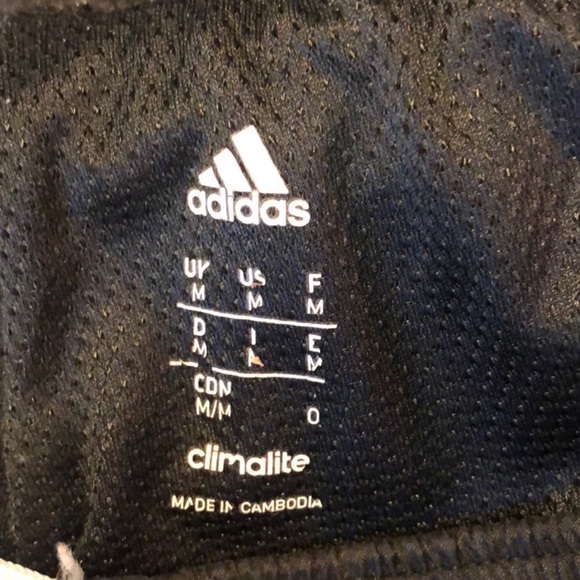 adidas
UK US F
M M M
D I E
M M
CDN
M/M O
climalite
MADE IN CAMBODIA